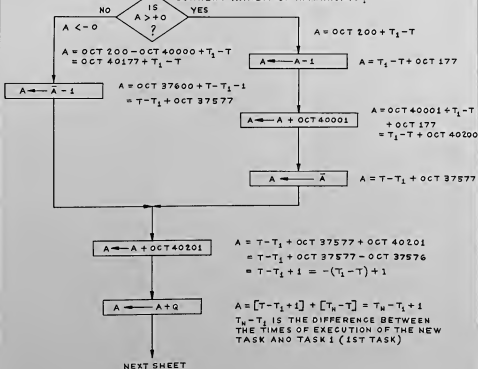 NO
IS
A > +0
?
YES
A < -0
A = OCT 200 + T₁ - T
A = OCT 200 - OCT 40000 + T₁ - T
= OCT 40177 + T₁ - T
A ← A - 1
A = T₁ - T + OCT 177
A ← Ā - 1
A = OCT 37600 + T - T₁ - 1
= T - T₁ + OCT 37577
A ← A + OCT 40001
A = OCT 40001 + T₁ - T
+ OCT 177
= T₁ - T + OCT 40200
A ← Ā
A = T - T₁ + OCT 37577
A ← A + OCT 40201
A = T - T₁ + OCT 37577 + OCT 40201
= T - T₁ + OCT 37577 - OCT 37576
= T - T₁ + 1 = -(T₁ - T) + 1
A ← A + Q
A = [T - T₁ + 1] + [T_N - T] = T_N - T₁ + 1
T_N - T₁ IS THE DIFFERENCE BETWEEN
THE TIMES OF EXECUTION OF THE NEW
TASK AND TASK 1 (1ST TASK)
NEXT SHEET